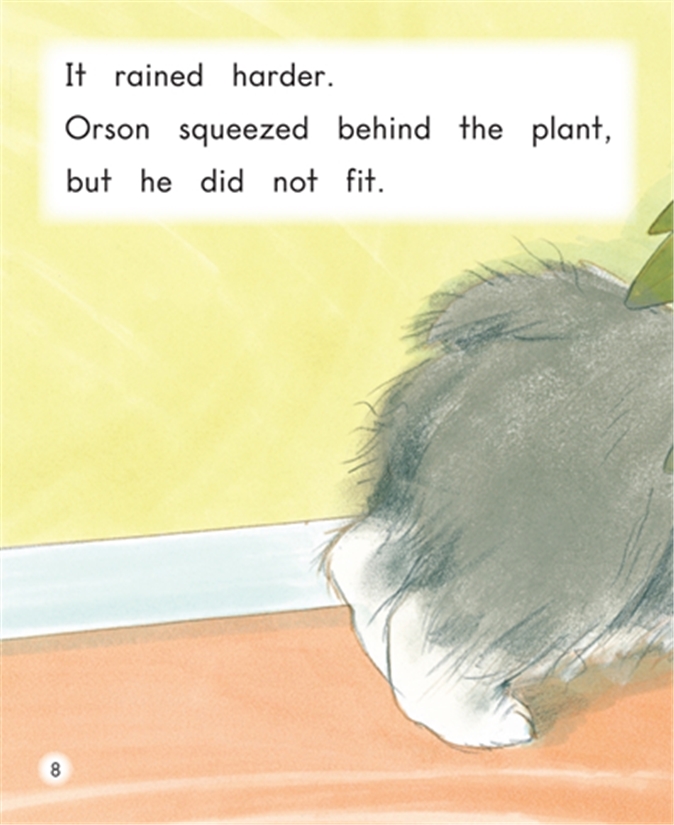 It rained harder.
Orson squeezed behind the plant,
but he did not fit.
8